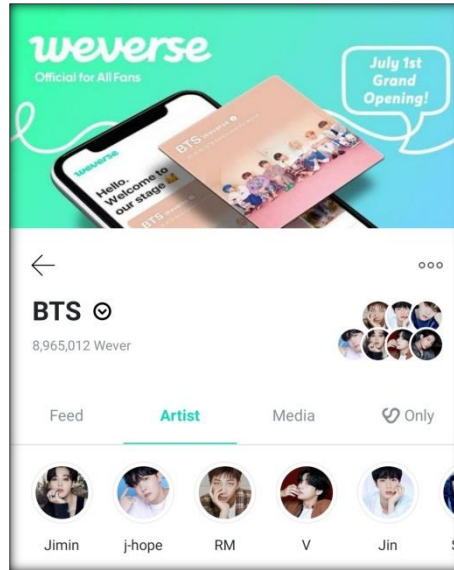 weverse
Official for All Fans
July 1st
Grand
Opening!
weverse
Hello.
Welcome to
our stage
BTS weverse
BTS
8,965,012 Wever
Feed Artist Media Only
Jimin j-hope RM V Jin